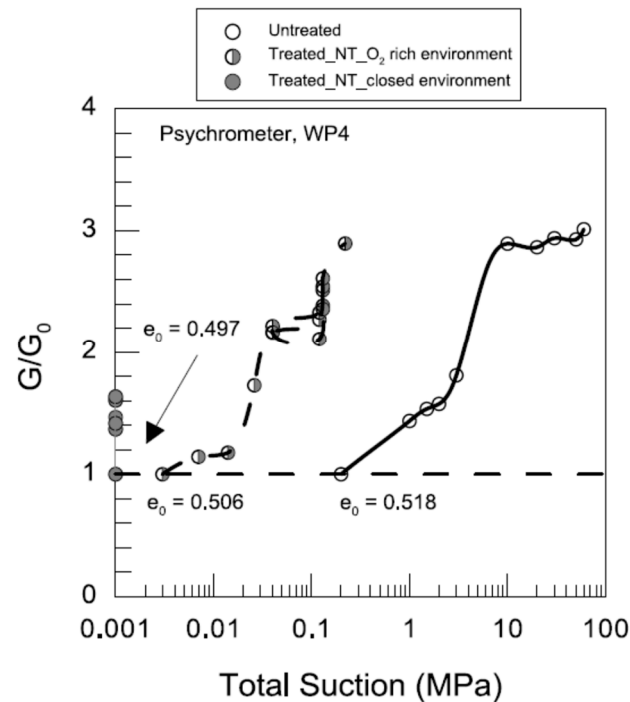 Untreated
Treated_NT_O₂ rich environment
Treated_NT_closed environment
4
Psychrometer, WP4
3
e₀ = 0.497
2
G/G₀
1
e₀ = 0.506
e₀ = 0.518
0
0.001 0.01 0.1 1 10 100
Total Suction (MPa)